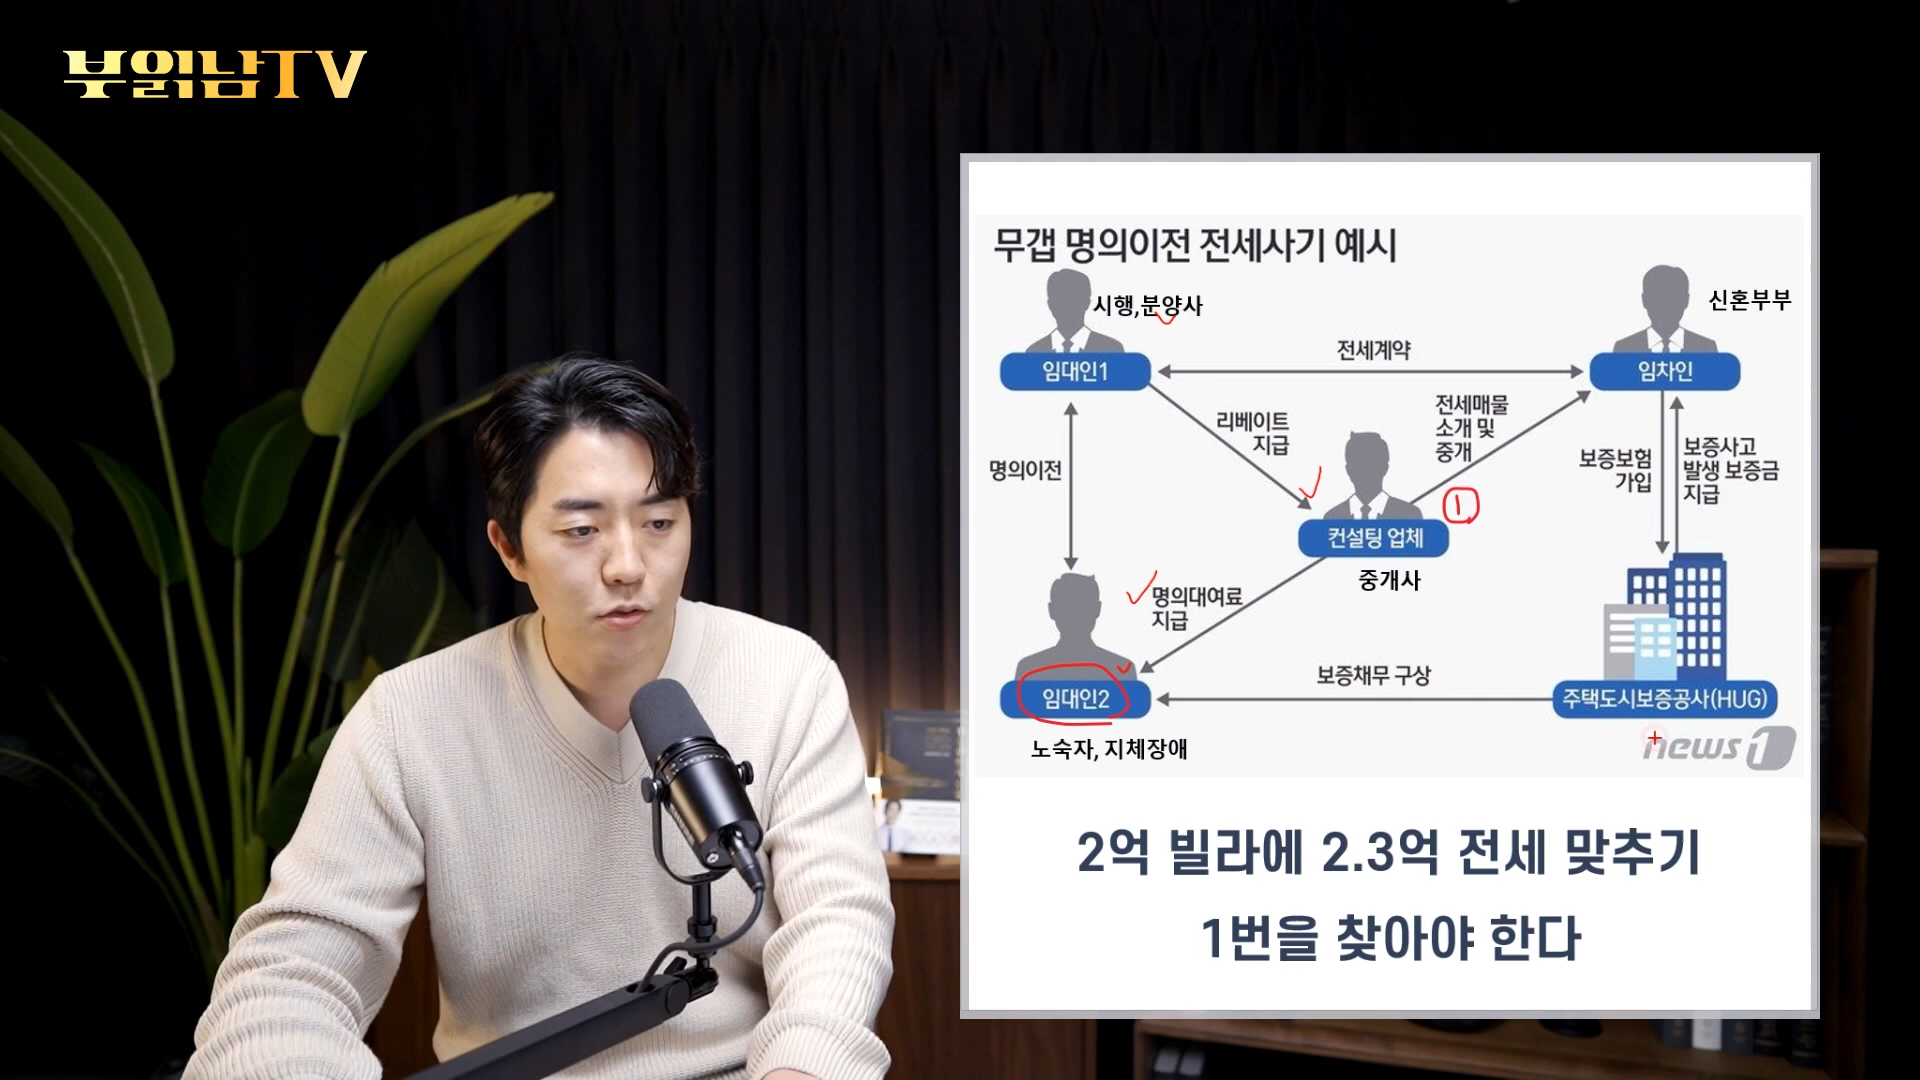 부읽남TV
무갭 명의이전 전세사기 예시
시행,분양사
신혼부부
임대인1
전세계약
임차인
리베이트
지급
전세매물
소개 및
중개
명의이전
보증보험
가입
보증사고
발생 보증금
지급
1.
컨설팅 업체
중개사
명의대여료
지급
임대인2
보증채무 구상
주택도시보증공사(HUG)
노숙자, 지체장애
news1
2억 빌라에 2.3억 전세 맞추기
1번을 찾아야 한다